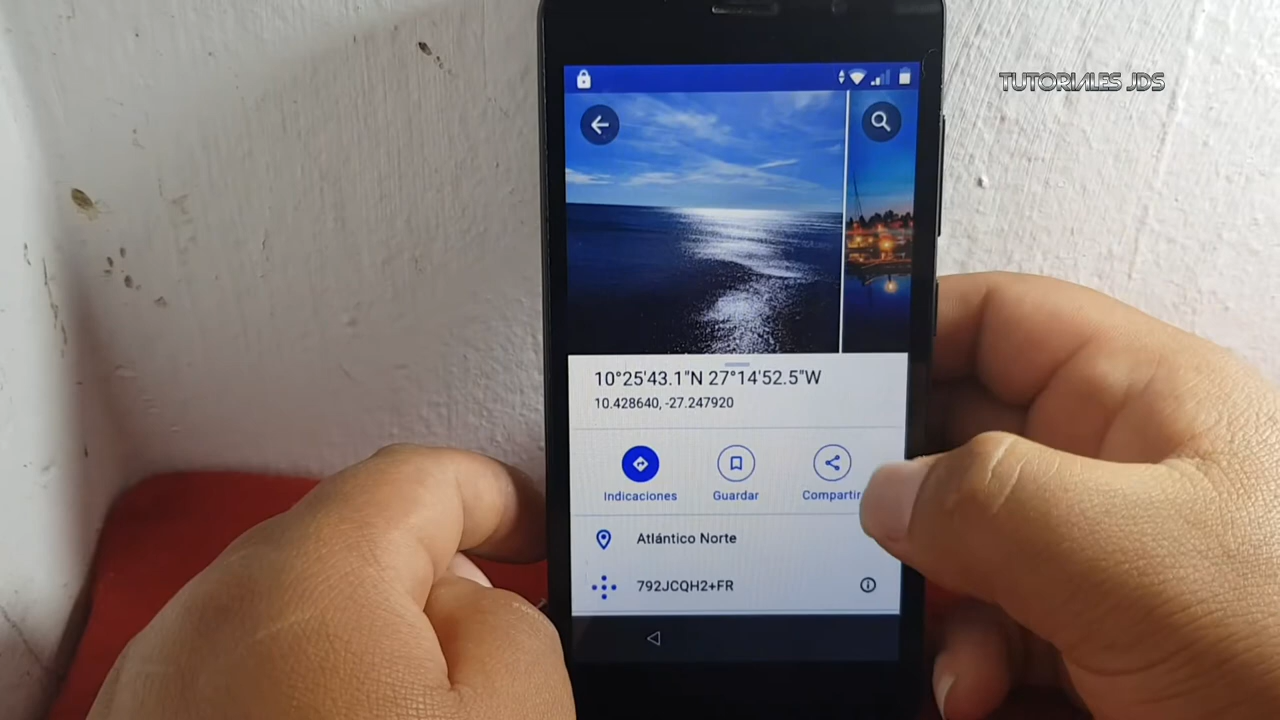 TUTORIALES JDS
10°25'43.1"N 27°14'52.5"W
10.428640, -27.247920
Indicaciones
Guardar
Compartir
Atlántico Norte
792JCQH2+FR